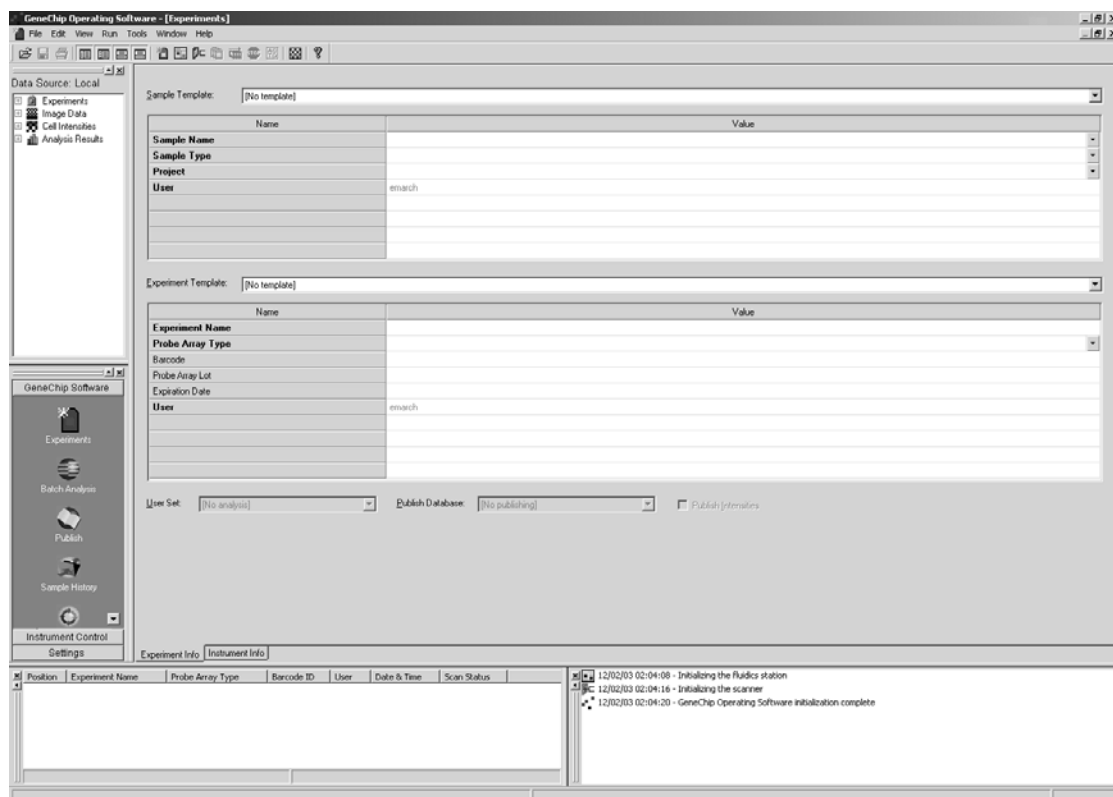 GeneChip Operating Software - [Experiments]
File Edit View Run Tools Window Help
Data Source: Local
Experiments
Image Data
Cell Intensities
Analysis Results
Sample Template: [No template]
Name Value
Sample Name
Sample Type
Project
User emarch
Experiment Template: [No template]
Name Value
Experiment Name
Probe Array Type
Barcode
Probe Array Lot
Expiration Date
User emarch
User Set: [No analysis] Publish Database: [No publishing] Publish Intensities
GeneChip Software
Experiments
Batch Analysis
Publish
Sample History
Instrument Control
Settings
Experiment Info Instrument Info
Position Experiment Name Probe Array Type Barcode ID User Date & Time Scan Status
12/02/03 02:04:08 - Initializing the fluidics station
12/02/03 02:04:16 - Initializing the scanner
12/02/03 02:04:20 - GeneChip Operating Software initialization complete